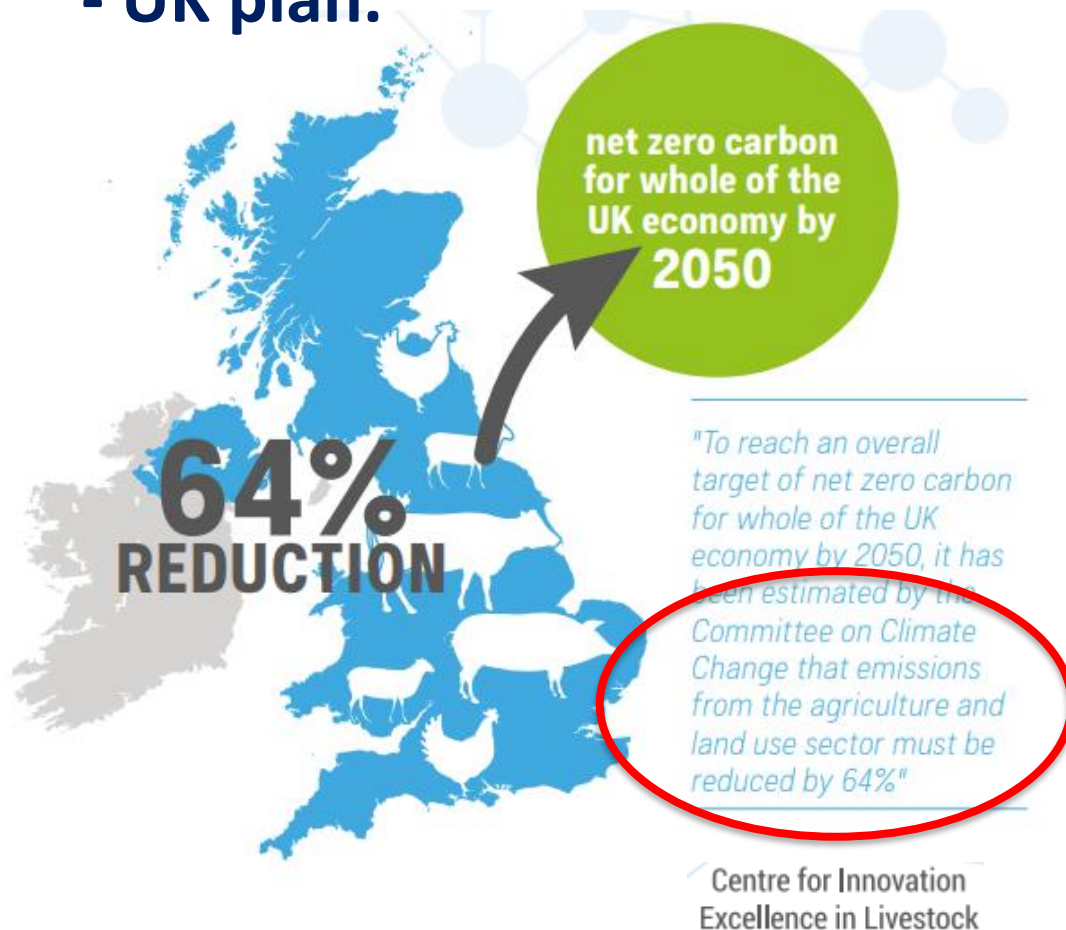 - UK plan:
net zero carbon
for whole of the
UK economy by
2050
64%
REDUCTION
"To reach an overall
target of net zero carbon
for whole of the UK
economy by 2050, it has
been estimated by the
Committee on Climate
Change that emissions
from the agriculture and
land use sector must be
reduced by 64%"
Centre for Innovation
Excellence in Livestock